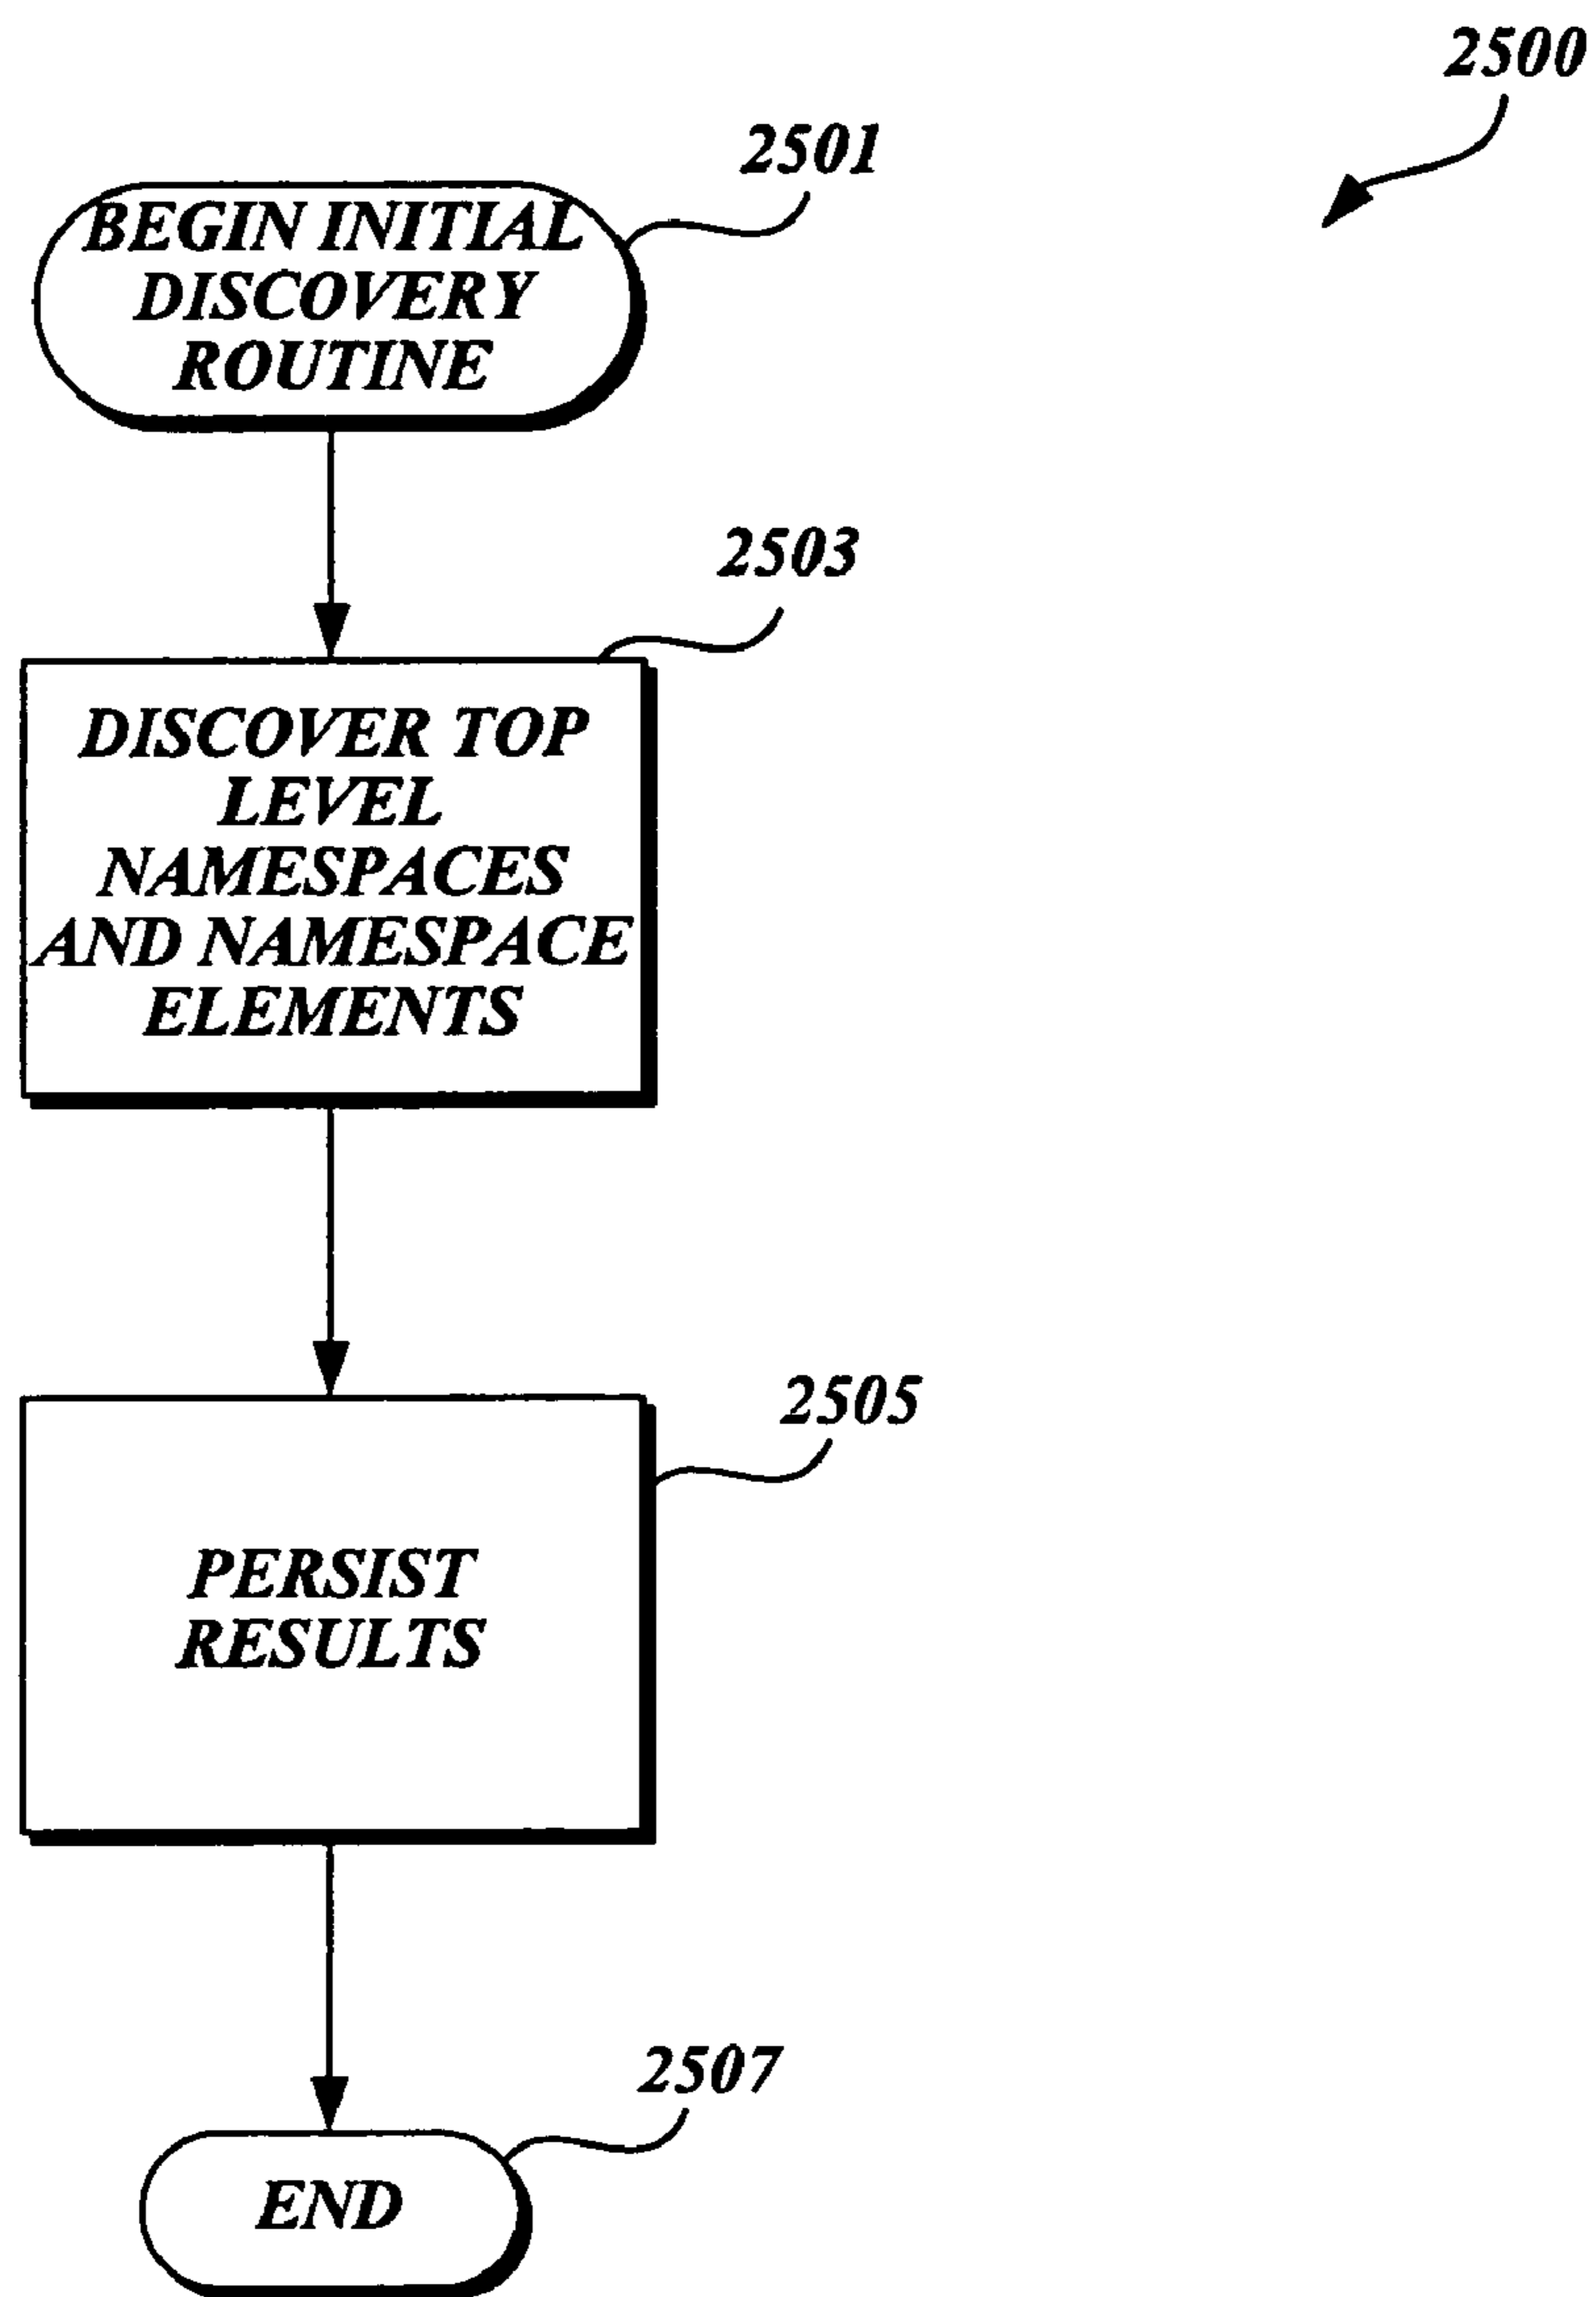 2500
2501
BEGIN INITIAL
DISCOVERY
ROUTINE
2503
DISCOVER TOP
LEVEL
NAMESPACES
AND NAMESPACE
ELEMENTS
2505
PERSIST
RESULTS
2507
END